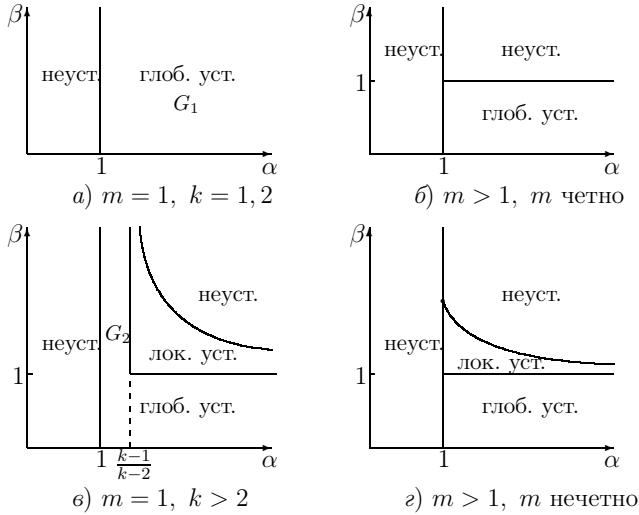 β
неуст.
глоб. уст.
G₁
1
α
а) m = 1, k = 1, 2
β
неуст.
неуст.
1
глоб. уст.
1
α
б) m > 1, m четно
β
неуст.
G₂
неуст.
лок. уст.
1
глоб. уст.
1
(k−1)/(k−2)
α
в) m = 1, k > 2
β
неуст.
неуст.
лок. уст.
1
глоб. уст.
1
α
г) m > 1, m нечетно